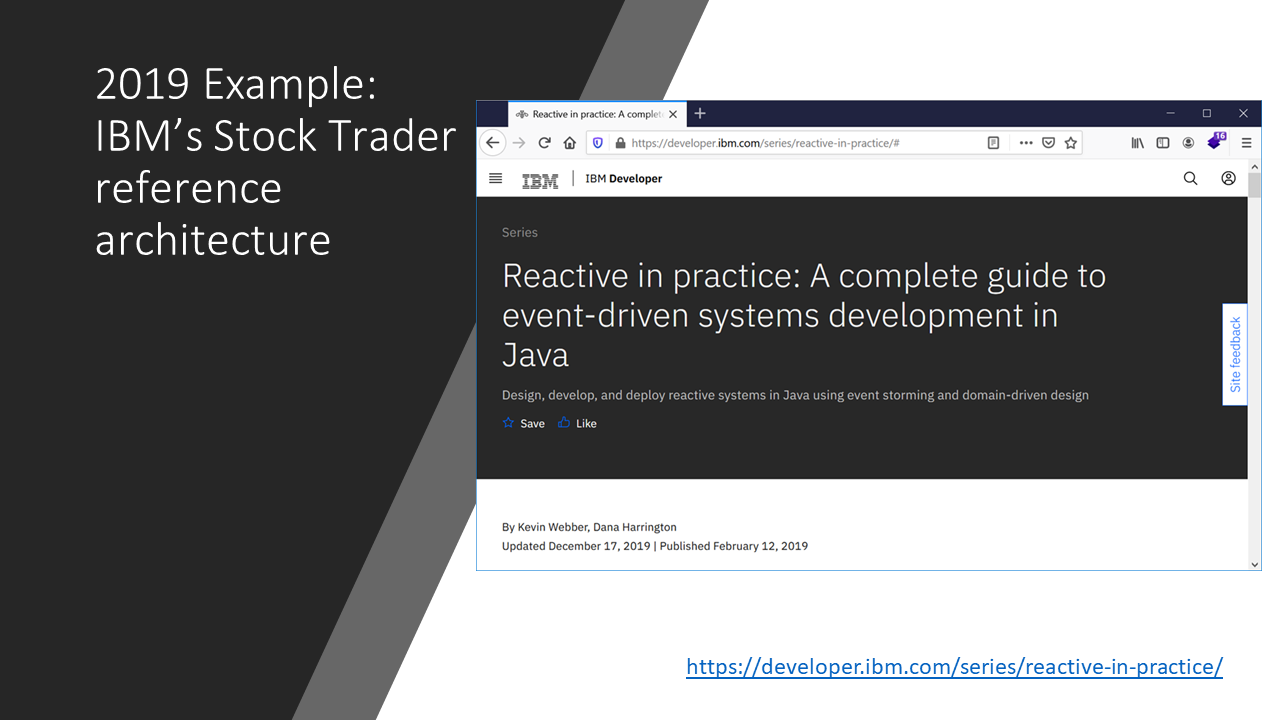 2019 Example:
IBM’s Stock Trader
reference
architecture
Reactive in practice: A complete
https://developer.ibm.com/series/reactive-in-practice/#
16
IBM
IBM Developer
Series
Reactive in practice: A complete guide to
event-driven systems development in
Java
Design, develop, and deploy reactive systems in Java using event storming and domain-driven design
Save Like
Site feedback
By Kevin Webber, Dana Harrington
Updated December 17, 2019 | Published February 12, 2019
https://developer.ibm.com/series/reactive-in-practice/